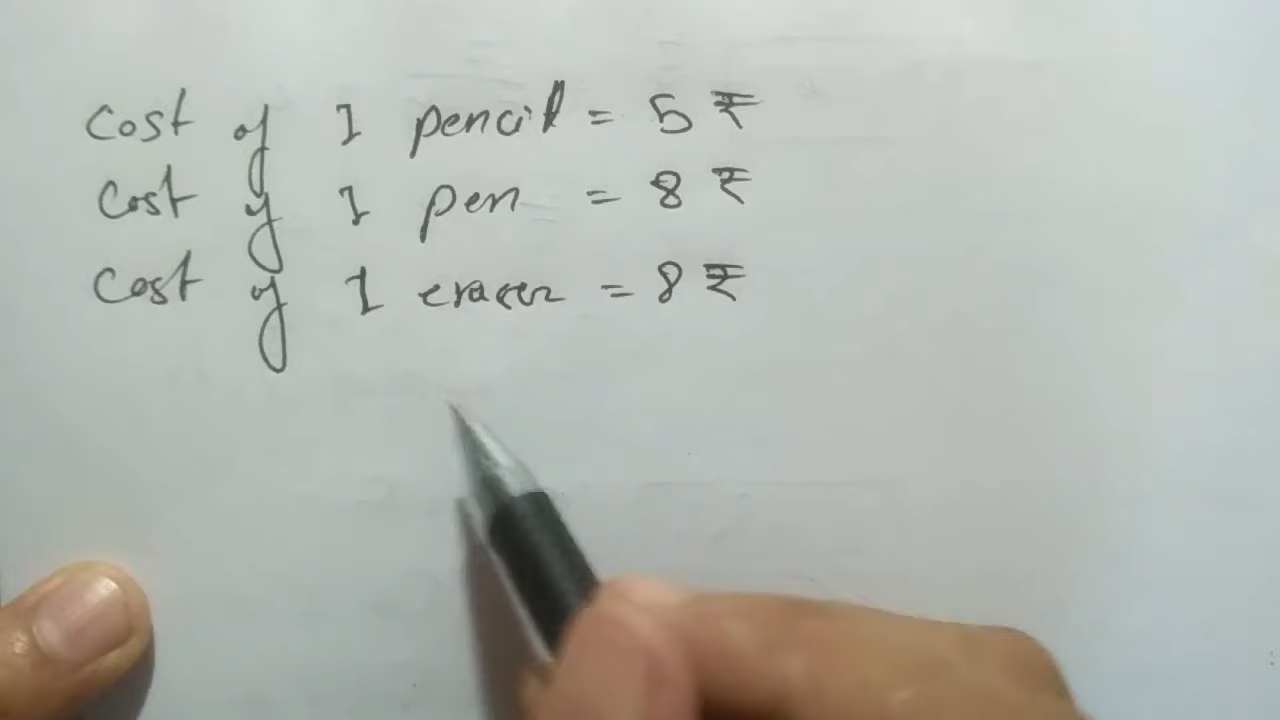 Cost of 1 pencil = 5 ₹
Cost of 1 pen = 8 ₹
Cost of 1 eraser = 8 ₹